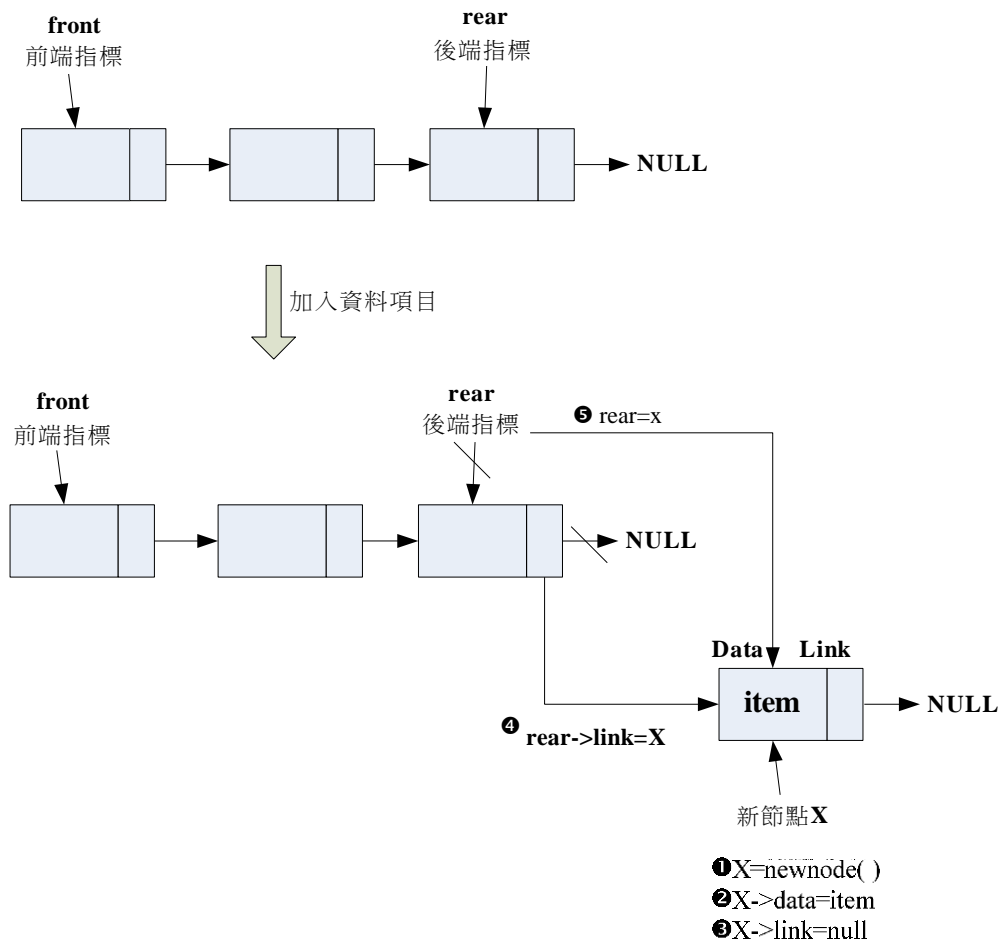 front
前端指標
rear
後端指標
NULL
加入資料項目
front
前端指標
rear
後端指標
❺ rear=x
NULL
Data Link
item
NULL
❹ rear->link=X
新節點X
❶X=newnode( )
❷X->data=item
❸X->link=null